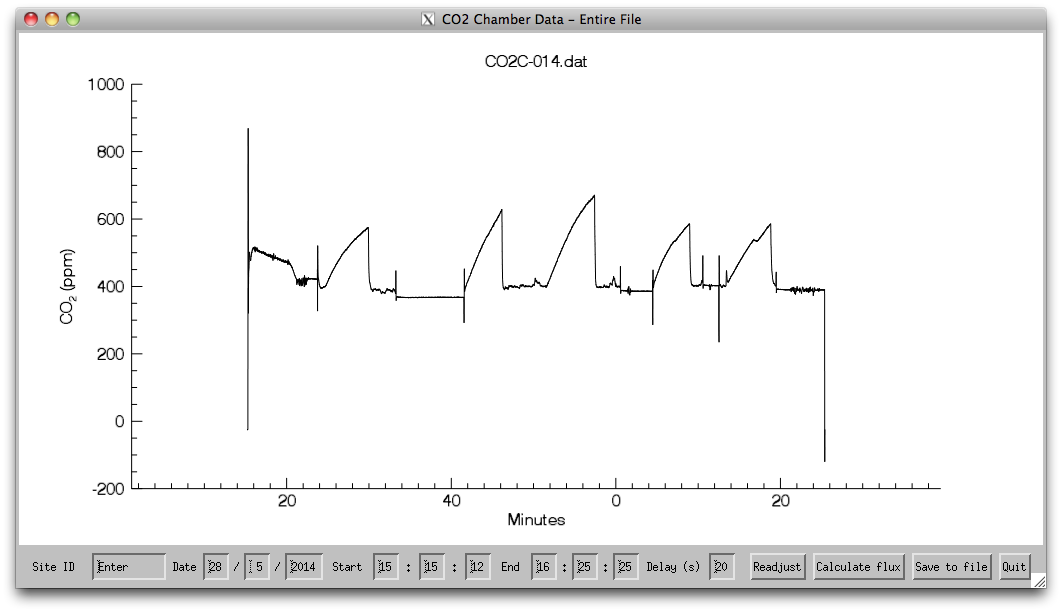 CO2 Chamber Data – Entire File
CO2C-014.dat
1000
800
600
400
200
0
-200
CO2 (ppm)
20 40 0 20
Minutes
Site ID Enter Date 28 / 5 / 2014 Start 15 : 15 : 12 End 16 : 25 : 25 Delay (s) 20 Readjust Calculate flux Save to file Quit